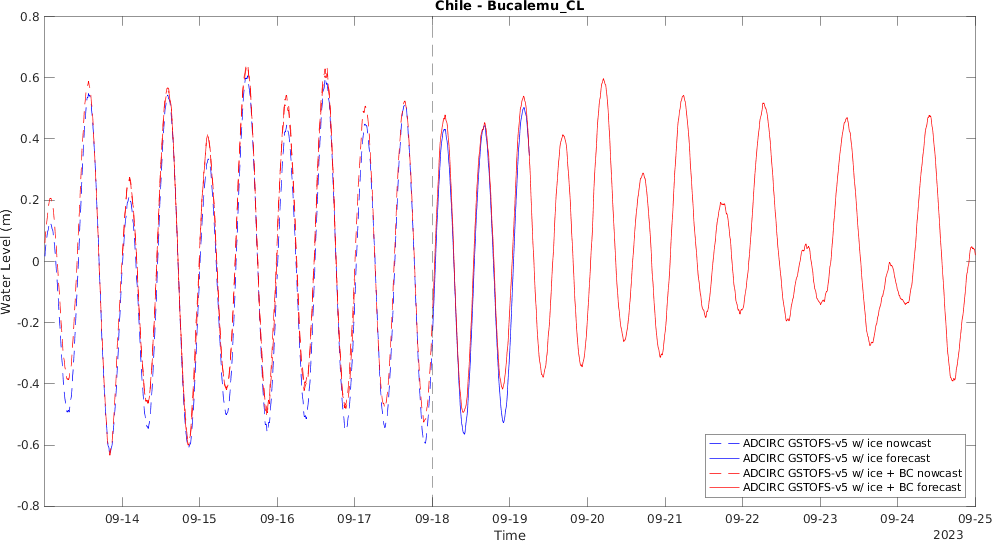 Chile - Bucalemu_CL
0.8
0.6
0.4
0.2
0
-0.2
-0.4
-0.6
-0.8
Water Level (m)
ADCIRC GSTOFS-v5 w/ ice nowcast
ADCIRC GSTOFS-v5 w/ ice forecast
ADCIRC GSTOFS-v5 w/ ice + BC nowcast
ADCIRC GSTOFS-v5 w/ ice + BC forecast
09-14 09-15 09-16 09-17 09-18 09-19 09-20 09-21 09-22 09-23 09-24 09-25
Time
2023